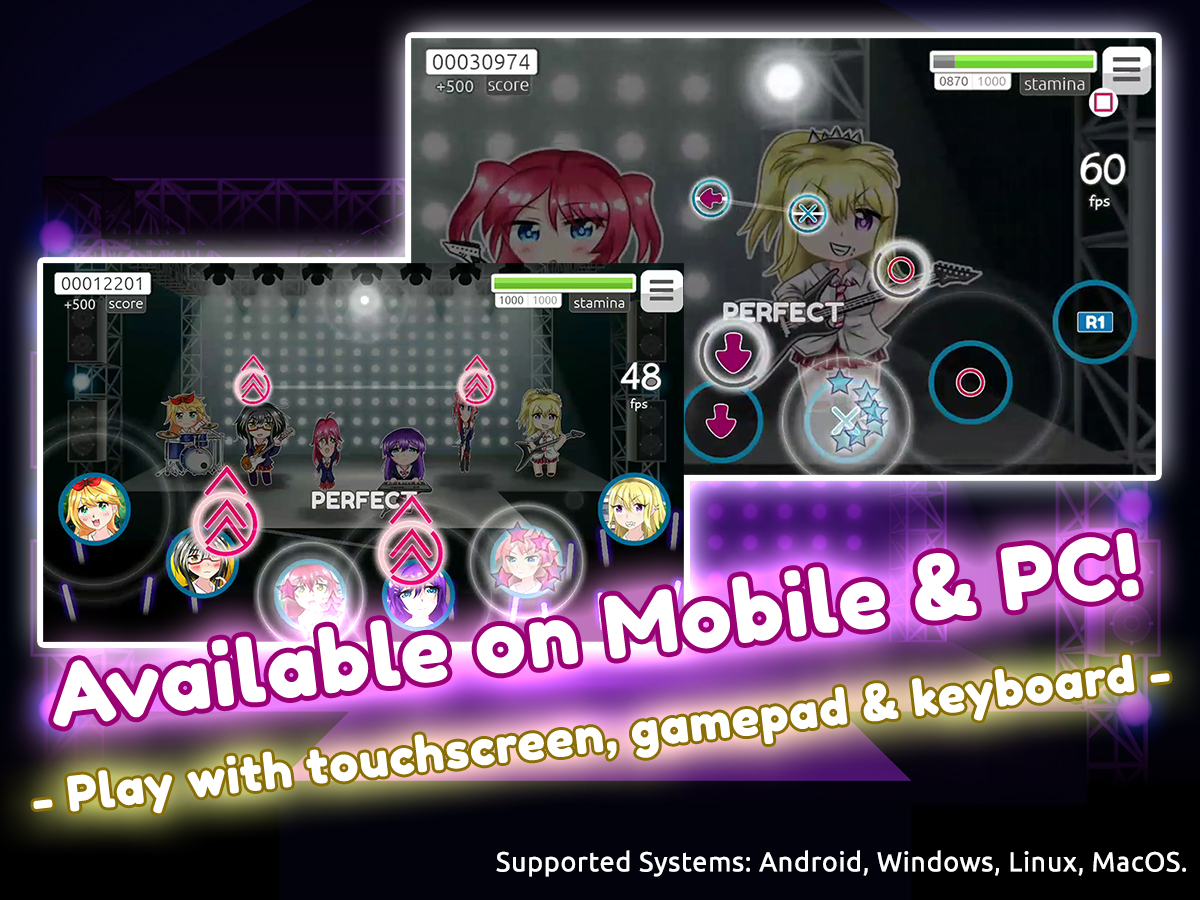 00030974
+500 score
0870 1000 stamina
60
fps
R1
PERFECT
00012201
+500 score
1000 1000 stamina
48
fps
PERFECT
Available on Mobile & PC!
- Play with touchscreen, gamepad & keyboard -
Supported Systems: Android, Windows, Linux, MacOS.